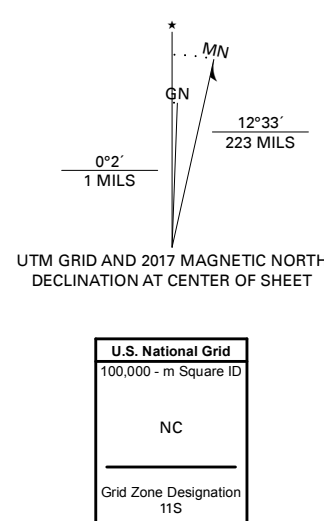 ★
MN
GN
12°33´
223 MILS
0°2´
1 MILS
UTM GRID AND 2017 MAGNETIC NORTH
DECLINATION AT CENTER OF SHEET
U.S. National Grid
100,000 - m Square ID
NC
Grid Zone Designation
11S